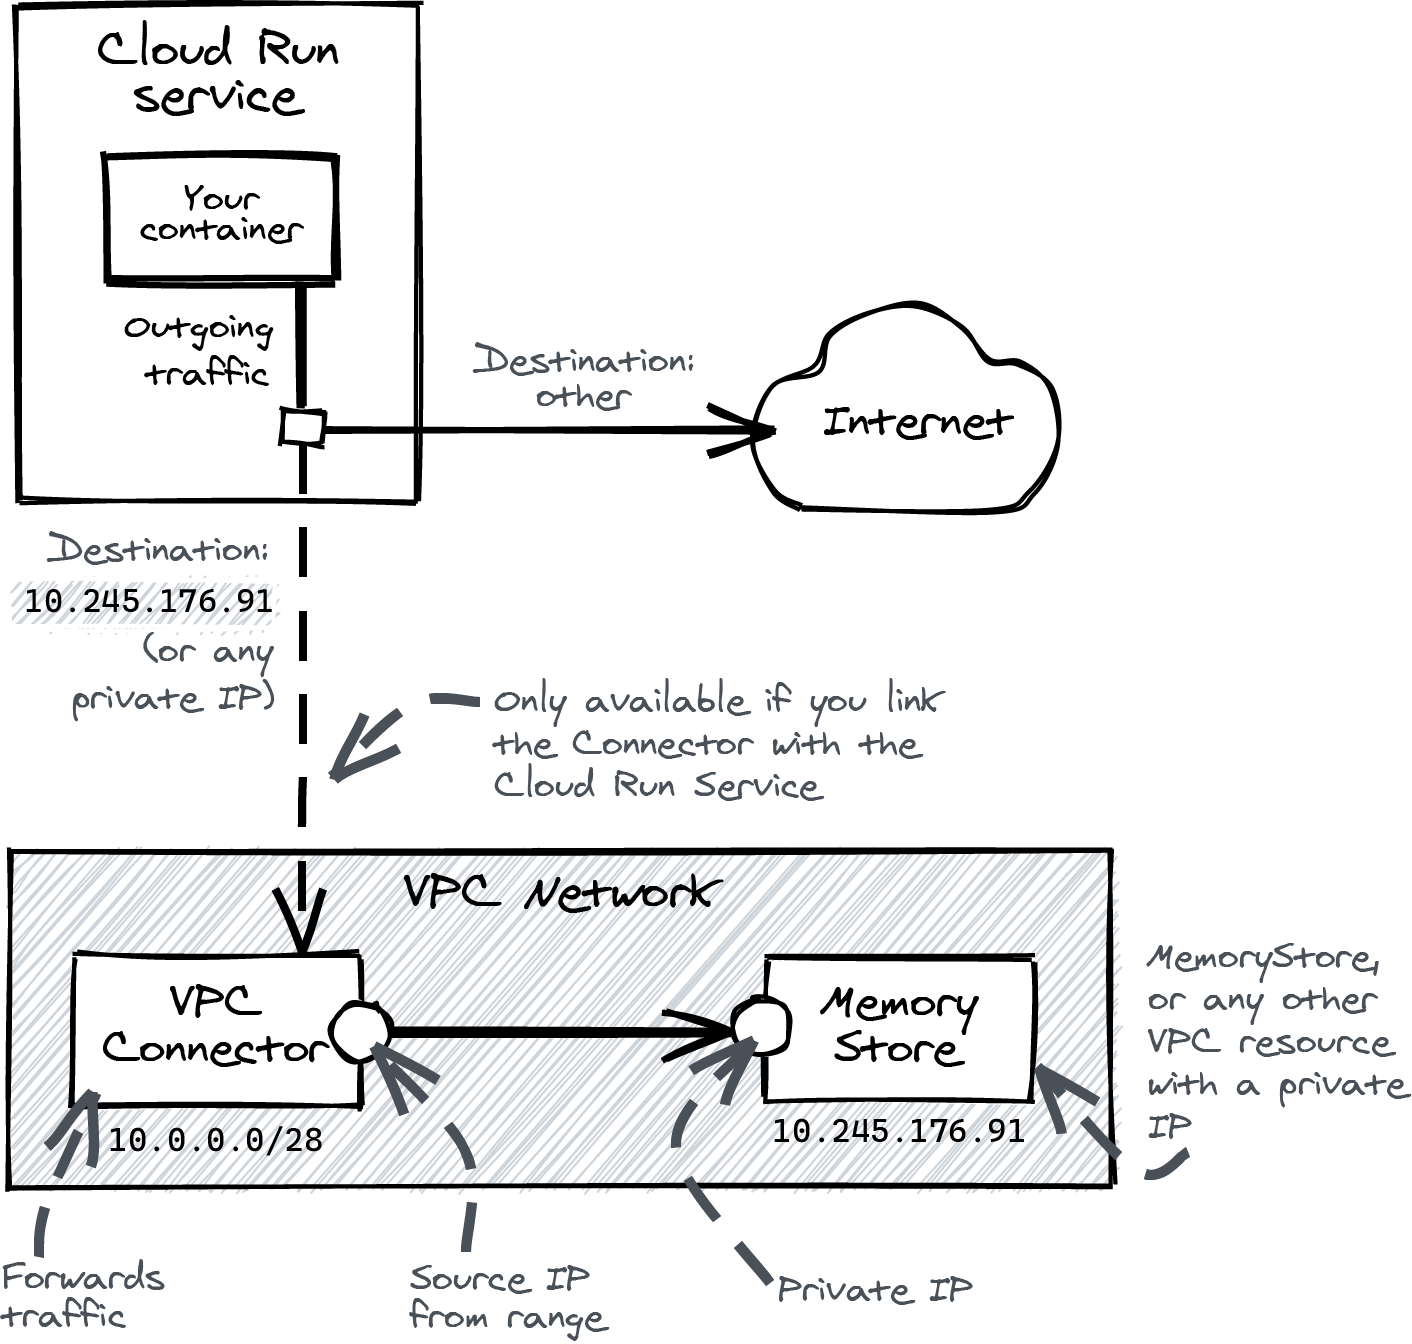 Cloud Run
service
Your
container
Outgoing
traffic
Destination:
other
Internet
Destination:
10.245.176.91
(or any
private IP)
Only available if you link
the Connector with the
Cloud Run Service
VPC Network
VPC
Connector
10.0.0.0/28
Memory
Store
10.245.176.91
MemoryStore,
or any other
VPC resource
with a private
IP
Forwards
traffic
Source IP
from range
Private IP